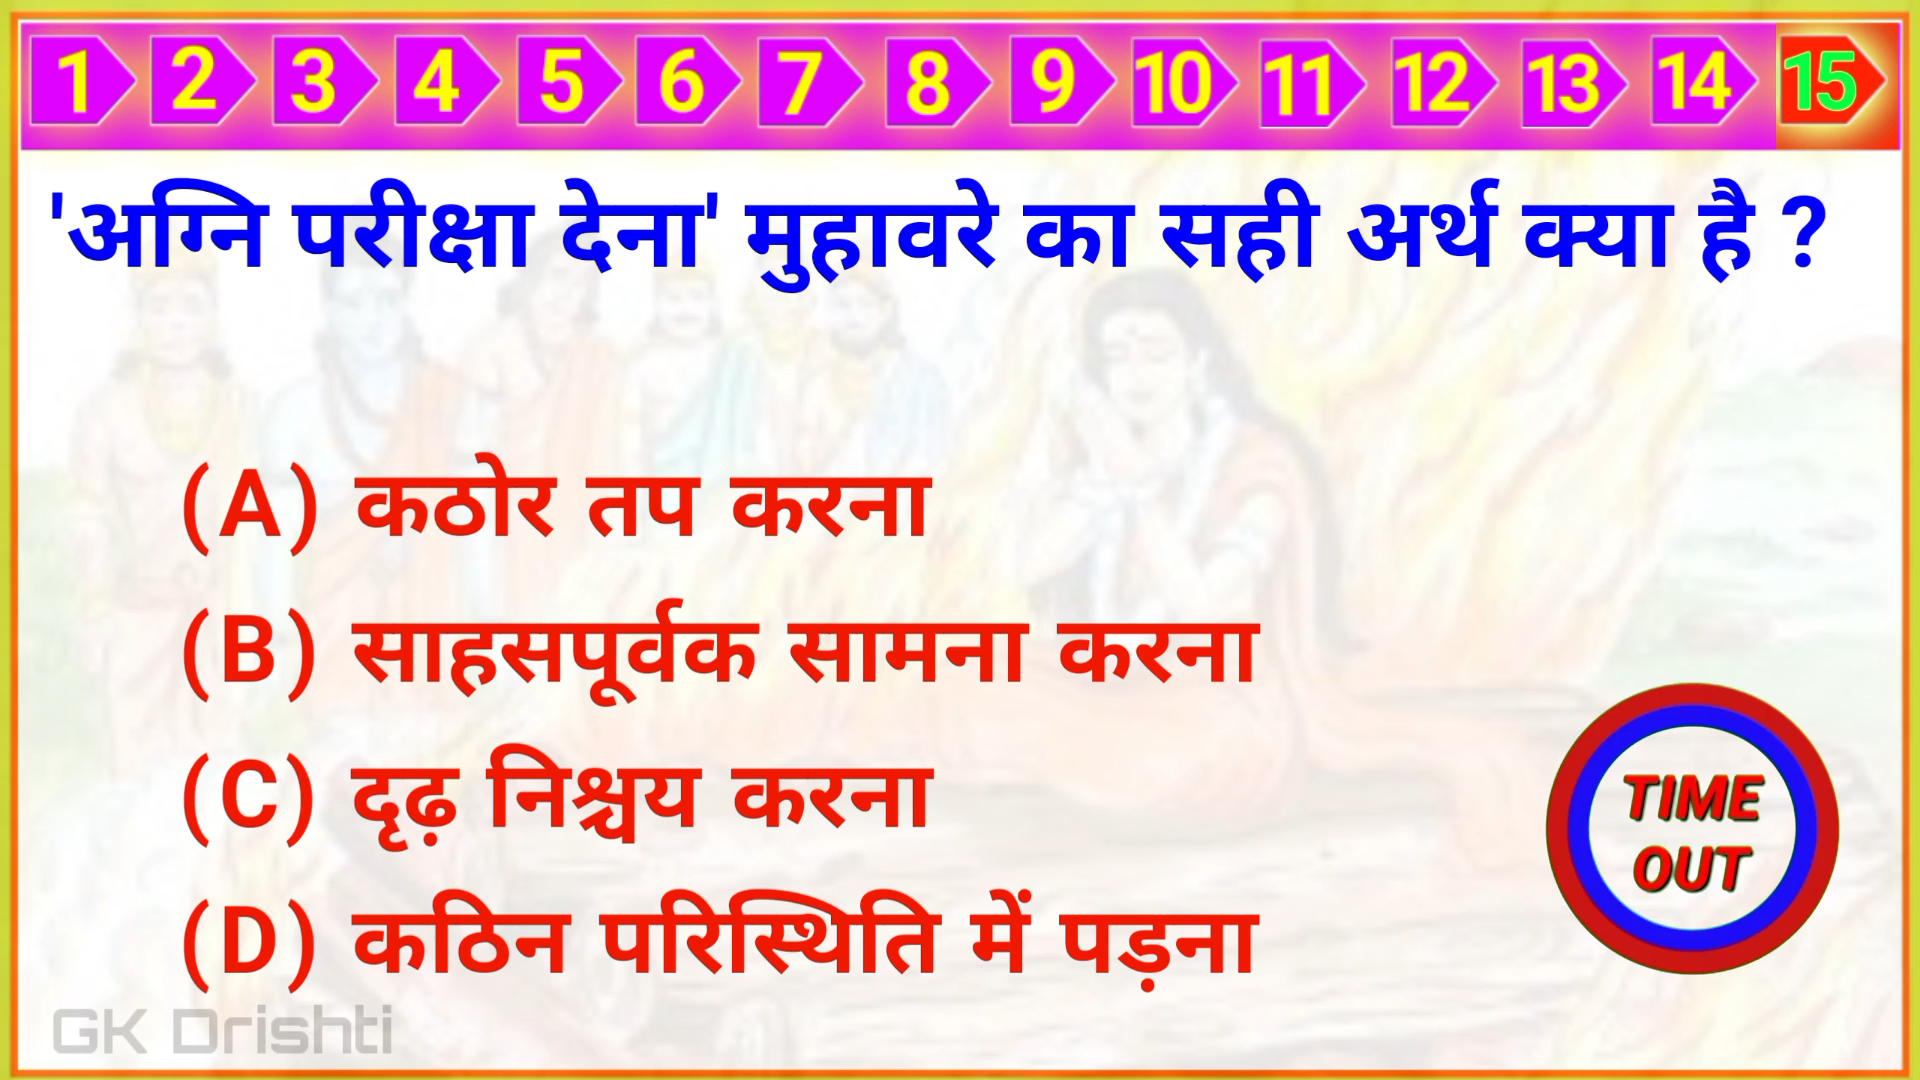 1 2 3 4 5 6 7 8 9 10 11 12 13 14 15
'अग्नि परीक्षा देना' मुहावरे का सही अर्थ क्या है ?
(A) कठोर तप करना
(B) साहसपूर्वक सामना करना
(C) दृढ़ निश्चय करना
(D) कठिन परिस्थिति में पड़ना
TIME
OUT
GK Drishti